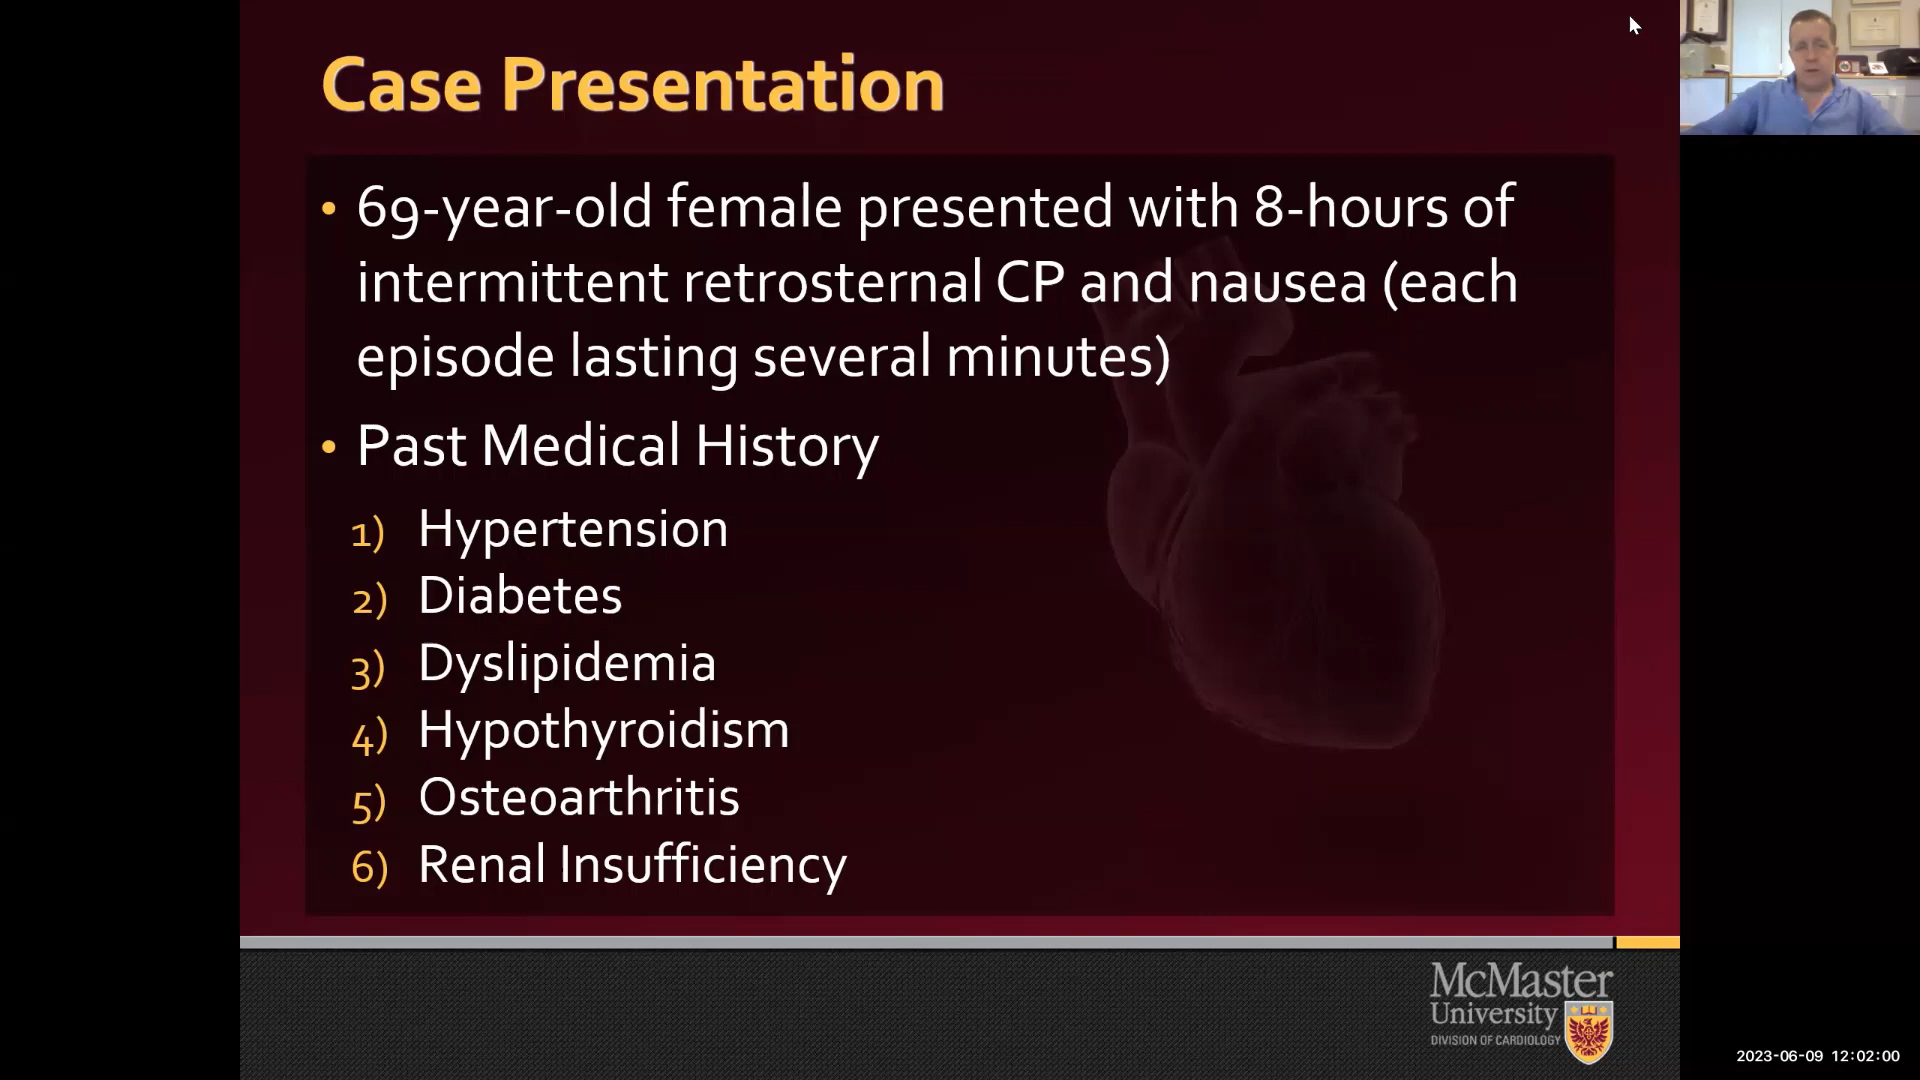 Case Presentation
• 69-year-old female presented with 8-hours of
intermittent retrosternal CP and nausea (each
episode lasting several minutes)
• Past Medical History
1) Hypertension
2) Diabetes
3) Dyslipidemia
4) Hypothyroidism
5) Osteoarthritis
6) Renal Insufficiency
McMaster
University
DIVISION OF CARDIOLOGY
2023-06-09 12:02:00